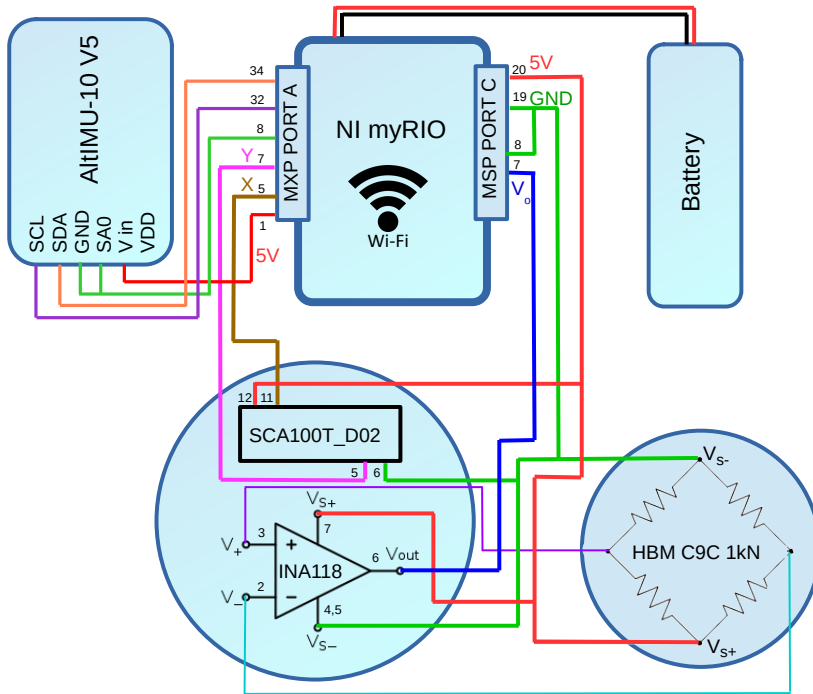 AltIMU-10 V5
SCL
SDA
GND
SA0
V in
VDD
34
32
8
Y 7
X 5
1
5V
MXP PORT A
NI myRIO
Wi-Fi
MSP PORT C
20 5V
19 GND
8
7
Vo
Battery
12 11
SCA100T_D02
5 6
VS+
7
V+ 3
+
INA118
6 Vout
V− 2
−
4,5
VS−
Vs-
HBM C9C 1kN
Vs+